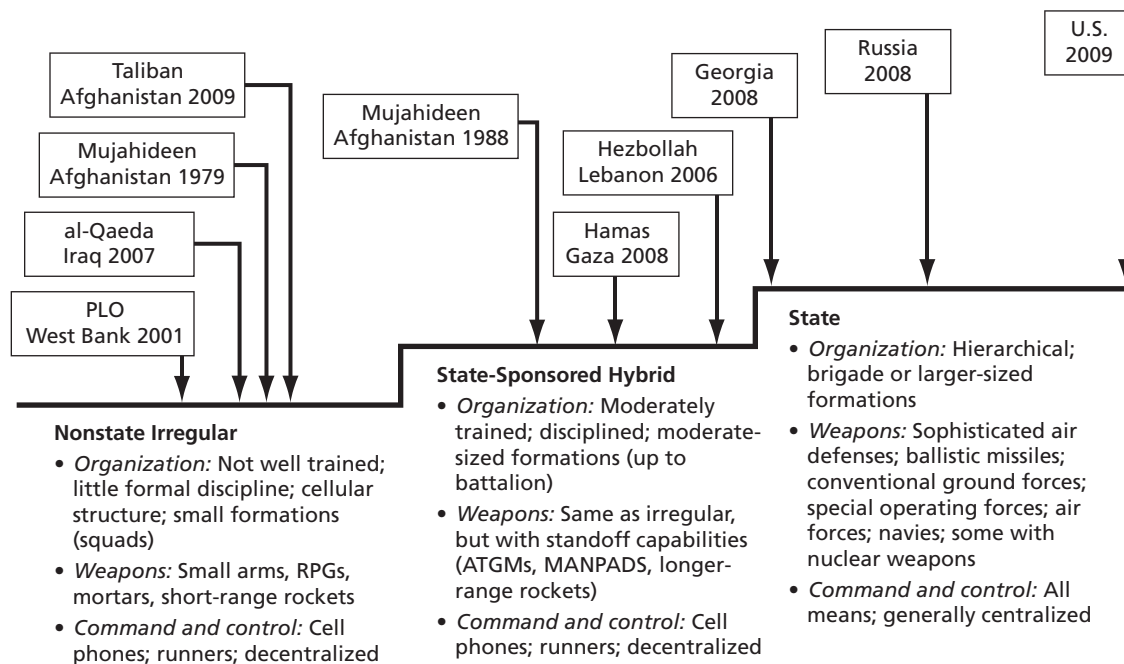 Taliban
Afghanistan 2009
Mujahideen
Afghanistan 1979
al-Qaeda
Iraq 2007
PLO
West Bank 2001
Mujahideen
Afghanistan 1988
Hamas
Gaza 2008
Hezbollah
Lebanon 2006
Georgia
2008
Russia
2008
U.S.
2009
Nonstate Irregular
• Organization: Not well trained;
little formal discipline; cellular
structure; small formations
(squads)
• Weapons: Small arms, RPGs,
mortars, short-range rockets
• Command and control: Cell
phones; runners; decentralized
State-Sponsored Hybrid
• Organization: Moderately
trained; disciplined; moderate-
sized formations (up to
battalion)
• Weapons: Same as irregular,
but with standoff capabilities
(ATGMs, MANPADS, longer-
range rockets)
• Command and control: Cell
phones; runners; decentralized
State
• Organization: Hierarchical;
brigade or larger-sized
formations
• Weapons: Sophisticated air
defenses; ballistic missiles;
conventional ground forces;
special operating forces; air
forces; navies; some with
nuclear weapons
• Command and control: All
means; generally centralized